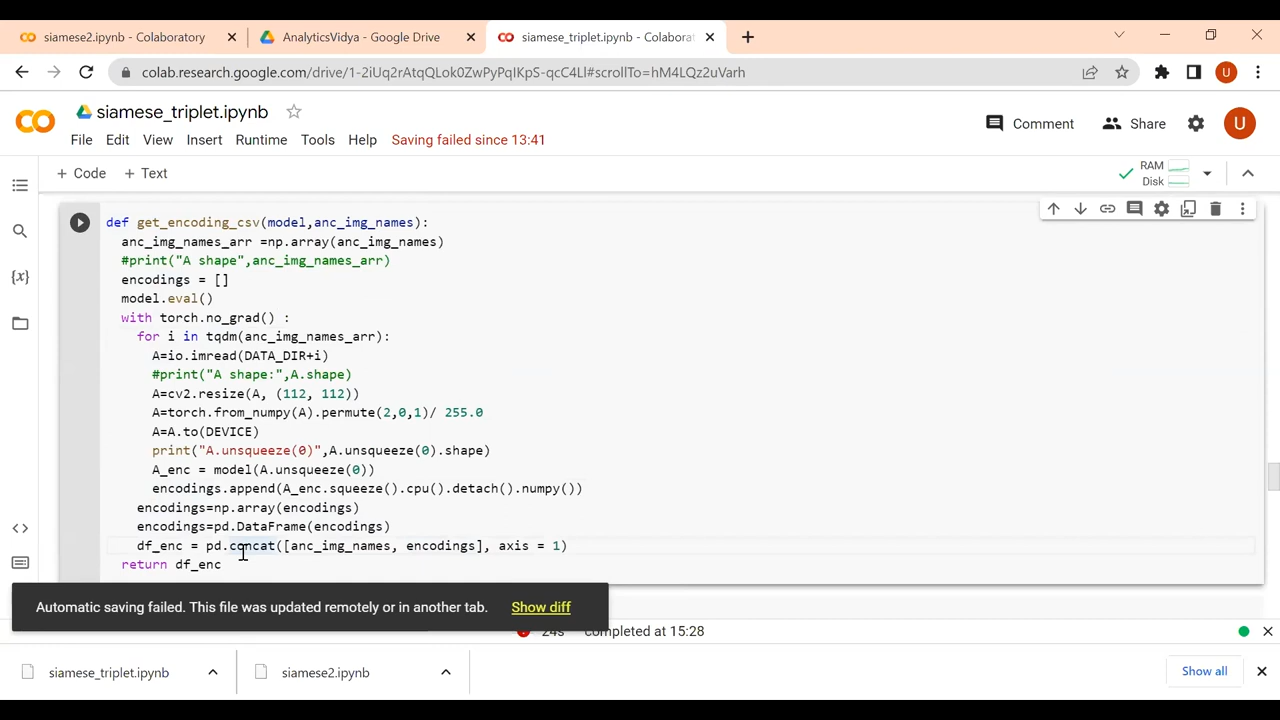 siamese2.ipynb - Colaboratory
AnalyticsVidya - Google Drive
siamese_triplet.ipynb - Colaborat
colab.research.google.com/drive/1-2iUq2rAtqQLok0ZwPyPqIKpS-qcC4Ll#scrollTo=hM4LQz2uVarh
U
siamese_triplet.ipynb
Comment
Share
U
File Edit View Insert Runtime Tools Help Saving failed since 13:41
+ Code + Text
RAM
Disk
def get_encoding_csv(model,anc_img_names):
anc_img_names_arr =np.array(anc_img_names)
#print("A shape",anc_img_names_arr)
encodings = []
model.eval()
with torch.no_grad() :
for i in tqdm(anc_img_names_arr):
A=io.imread(DATA_DIR+i)
#print("A shape:",A.shape)
A=cv2.resize(A, (112, 112))
A=torch.from_numpy(A).permute(2,0,1)/ 255.0
A=A.to(DEVICE)
print("A.unsqueeze(0)",A.unsqueeze(0).shape)
A_enc = model(A.unsqueeze(0))
encodings.append(A_enc.squeeze().cpu().detach().numpy())
encodings=np.array(encodings)
encodings=pd.DataFrame(encodings)
df_enc = pd.concat([anc_img_names, encodings], axis = 1)
return df_enc
Automatic saving failed. This file was updated remotely or in another tab. Show diff
24s completed at 15:28
siamese_triplet.ipynb
siamese2.ipynb
Show all